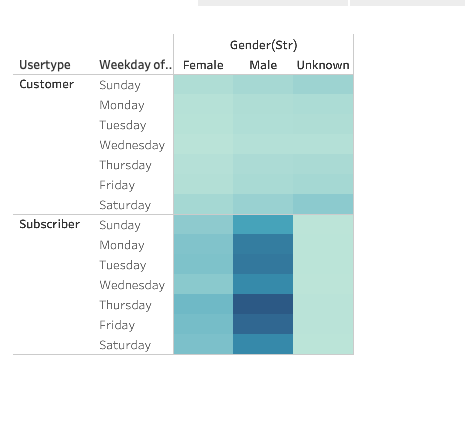 Gender(Str)
Usertype Weekday of.. Female Male Unknown
Customer Sunday
Monday
Tuesday
Wednesday
Thursday
Friday
Saturday
Subscriber Sunday
Monday
Tuesday
Wednesday
Thursday
Friday
Saturday